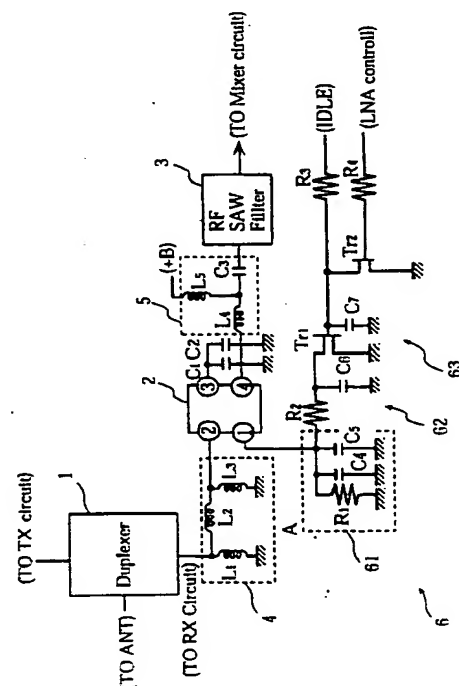 (TO TX circuit)
1
(TO ANT)
Duplexer
(TO RX Circuit)
L1
L2
L3
4
2
2
1
3
4
C1
C2
5
(+B)
L5
L4
C3
3
RF
SAW
Fillter
(TO Mixer circuit)
A
R1
C4
C5
61
R2
C6
62
Tr1
C7
63
Tr2
R3
(IDLE)
R4
(LNA controll)
6